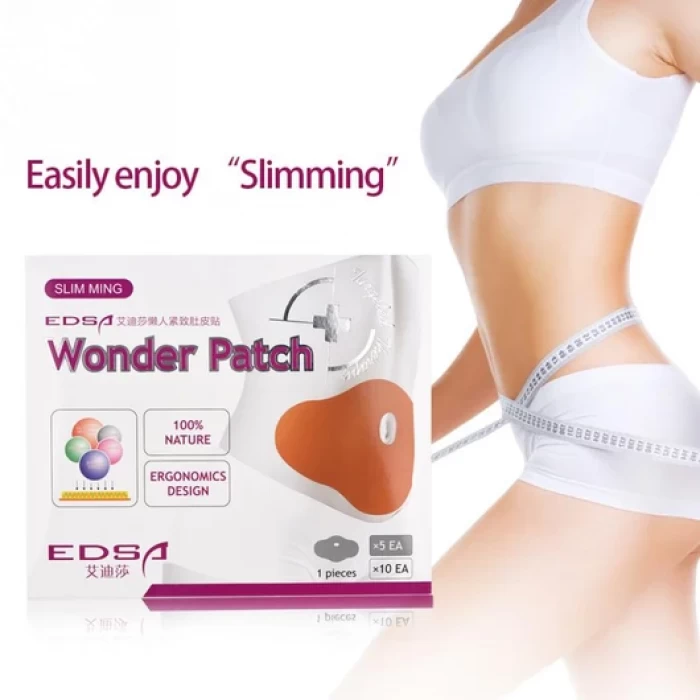 Easily enjoy “Slimming”
SLIM MING
EDSA 艾迪莎懒人紧致肚皮贴
Wonder Patch
100%
NATURE
ERGONOMICS
DESIGN
EDSA
艾迪莎
1 pieces
×5 EA
×10 EA